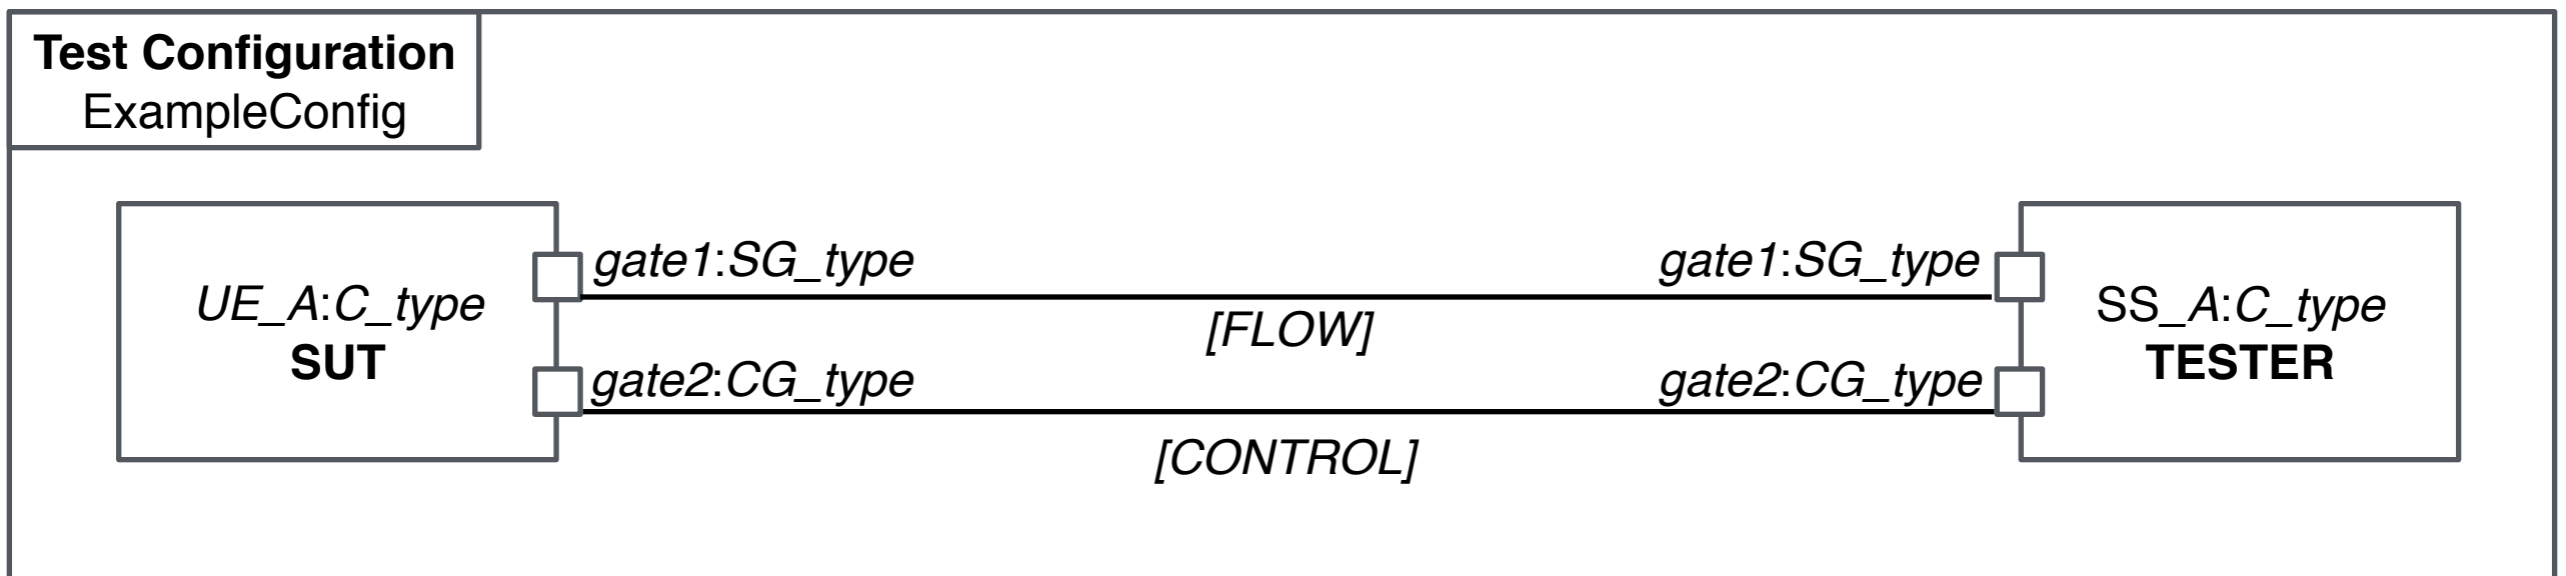 Test Configuration
ExampleConfig
gate1:SG_type
gate1:SG_type
UE_A:C_type
SS_A:C_type
[FLOW]
SUT
TESTER
gate2:CG_type
gate2:CG_type
[CONTROL]